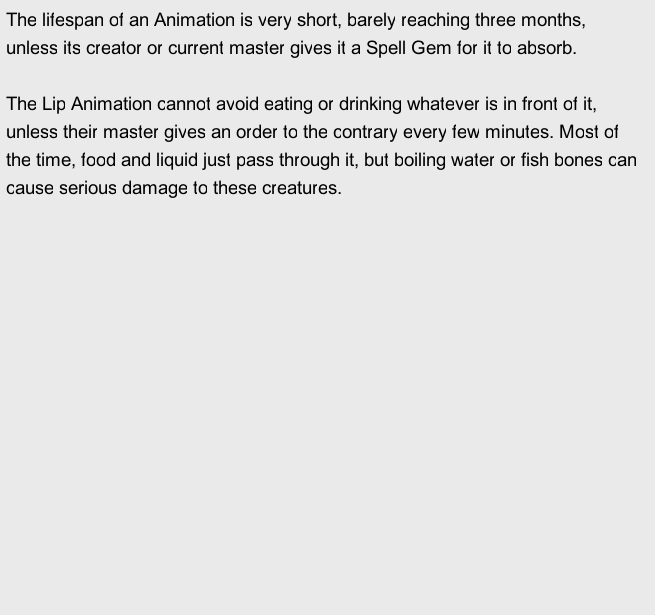 The lifespan of an Animation is very short, barely reaching three months,
unless its creator or current master gives it a Spell Gem for it to absorb.
The Lip Animation cannot avoid eating or drinking whatever is in front of it,
unless their master gives an order to the contrary every few minutes. Most of
the time, food and liquid just pass through it, but boiling water or fish bones can
cause serious damage to these creatures.